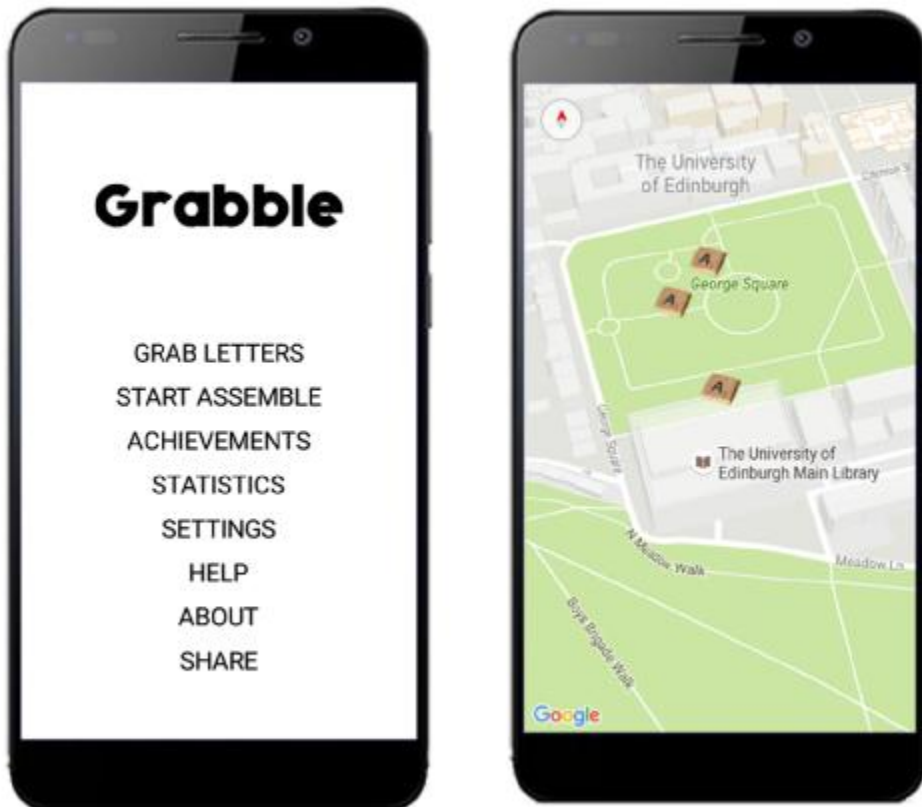 Grabble
GRAB LETTERS
START ASSEMBLE
ACHIEVEMENTS
STATISTICS
SETTINGS
HELP
ABOUT
SHARE
The University
of Edinburgh
A
George Square
A
A
George Square
The University of
Edinburgh Main Library
N Meadow Walk
Meadow Ln
Boys Brigade Walk
Google